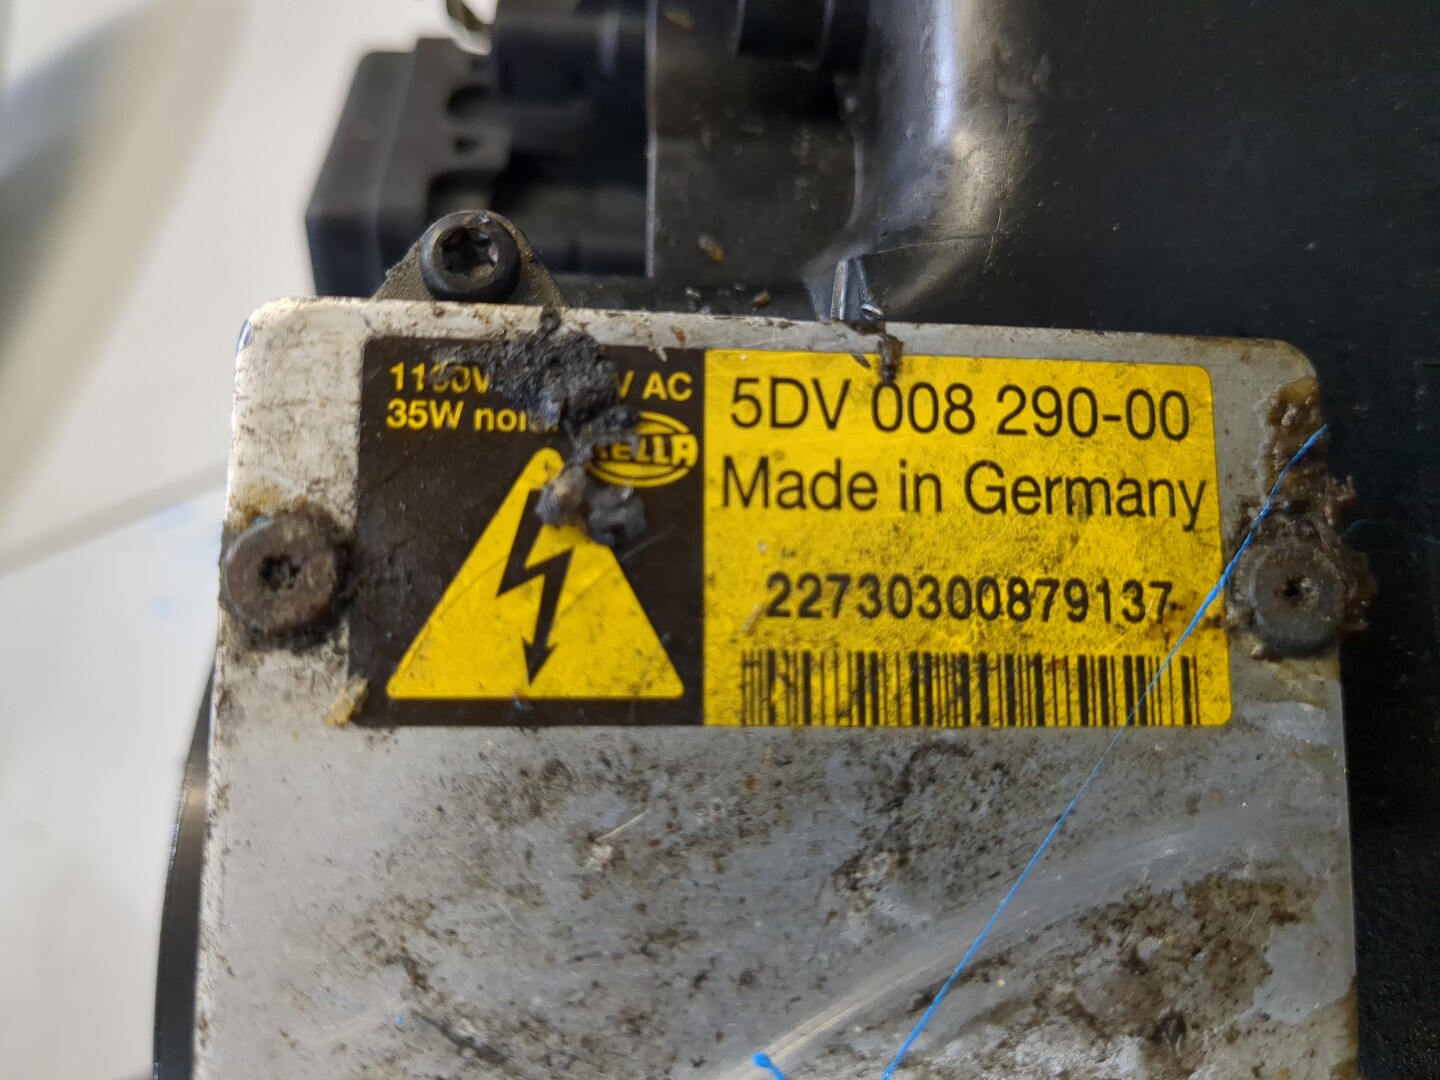 AC
35W
HELLA
5DV 008 290-00
Made in Germany
22730300879137